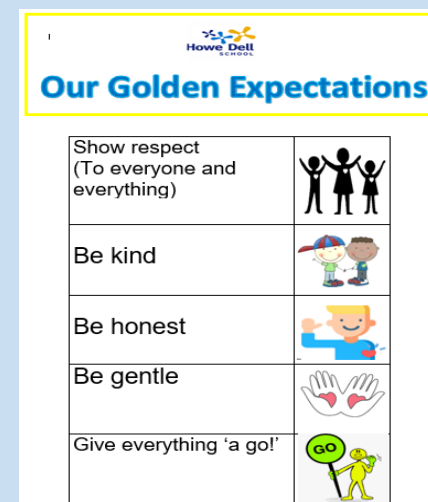 Howe Dell
SCHOOL
Our Golden Expectations
Show respect
(To everyone and
everything)
Be kind
Be honest
Be gentle
Give everything ‘a go!’
GO